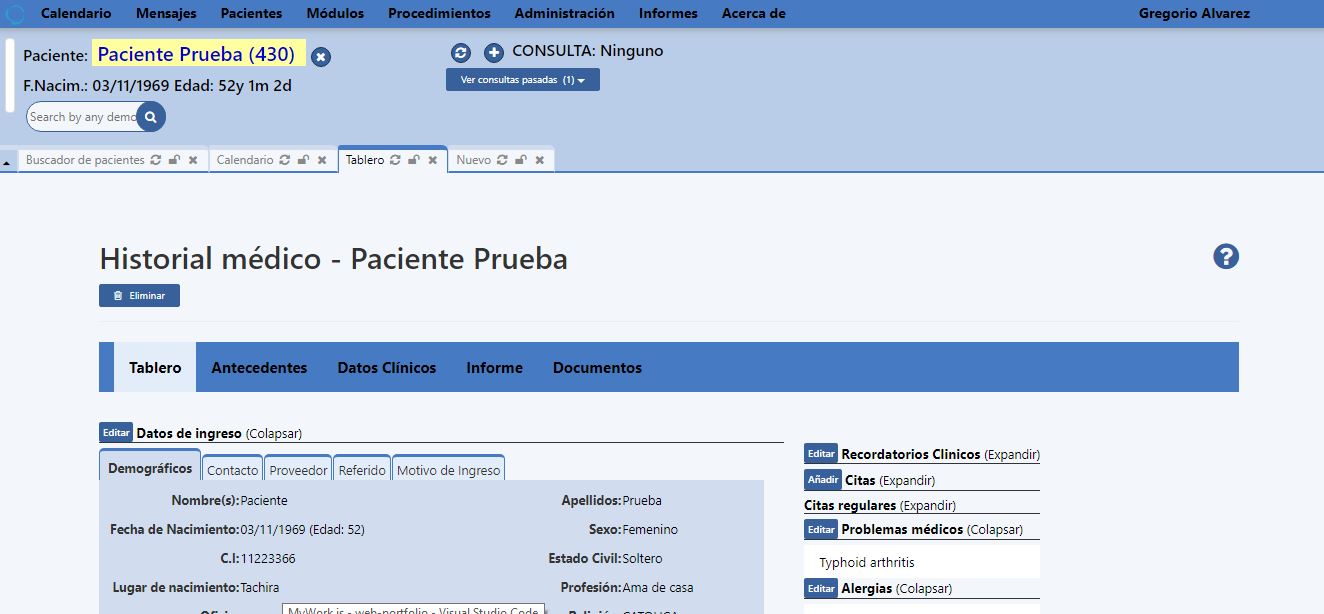 Calendario Mensajes Pacientes Módulos Procedimientos Administración Informes Acerca de Gregorio Alvarez
Paciente: Paciente Prueba (430)
F.Nacim.: 03/11/1969 Edad: 52y 1m 2d
Search by any demo
CONSULTA: Ninguno
Ver consultas pasadas (1)
Buscador de pacientes Calendario Tablero Nuevo
Historial médico - Paciente Prueba
Eliminar
Tablero Antecedentes Datos Clínicos Informe Documentos
Editar Datos de ingreso (Colapsar)
Demográficos Contacto Proveedor Referido Motivo de Ingreso
Nombre(s): Paciente Apellidos: Prueba
Fecha de Nacimiento: 03/11/1969 (Edad: 52) Sexo: Femenino
C.I: 11223366 Estado Civil: Soltero
Lugar de nacimiento: Tachira Profesión: Ama de casa
MyWork.js - web-portfolio - Visual Studio Code
Editar Recordatorios Clinicos (Expandir)
Añadir Citas (Expandir)
Citas regulares (Expandir)
Editar Problemas médicos (Colapsar)
Typhoid arthritis
Editar Alergias (Colapsar)